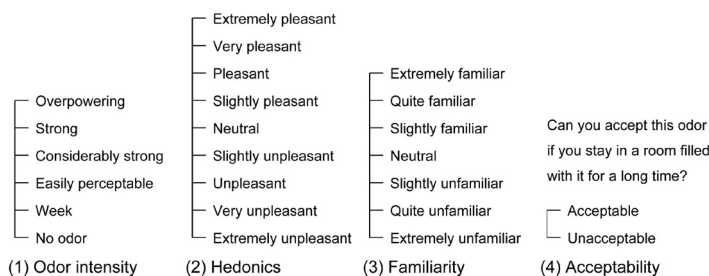 Overpowering
Strong
Considerably strong
Easily perceptable
Week
No odor
(1) Odor intensity
Extremely pleasant
Very pleasant
Pleasant
Slightly pleasant
Neutral
Slightly unpleasant
Unpleasant
Very unpleasant
Extremely unpleasant
(2) Hedonics
Extremely familiar
Quite familiar
Slightly familiar
Neutral
Slightly unfamiliar
Quite unfamiliar
Extremely unfamiliar
(3) Familiarity
Can you accept this odor
if you stay in a room filled
with it for a long time?
Acceptable
Unacceptable
(4) Acceptability